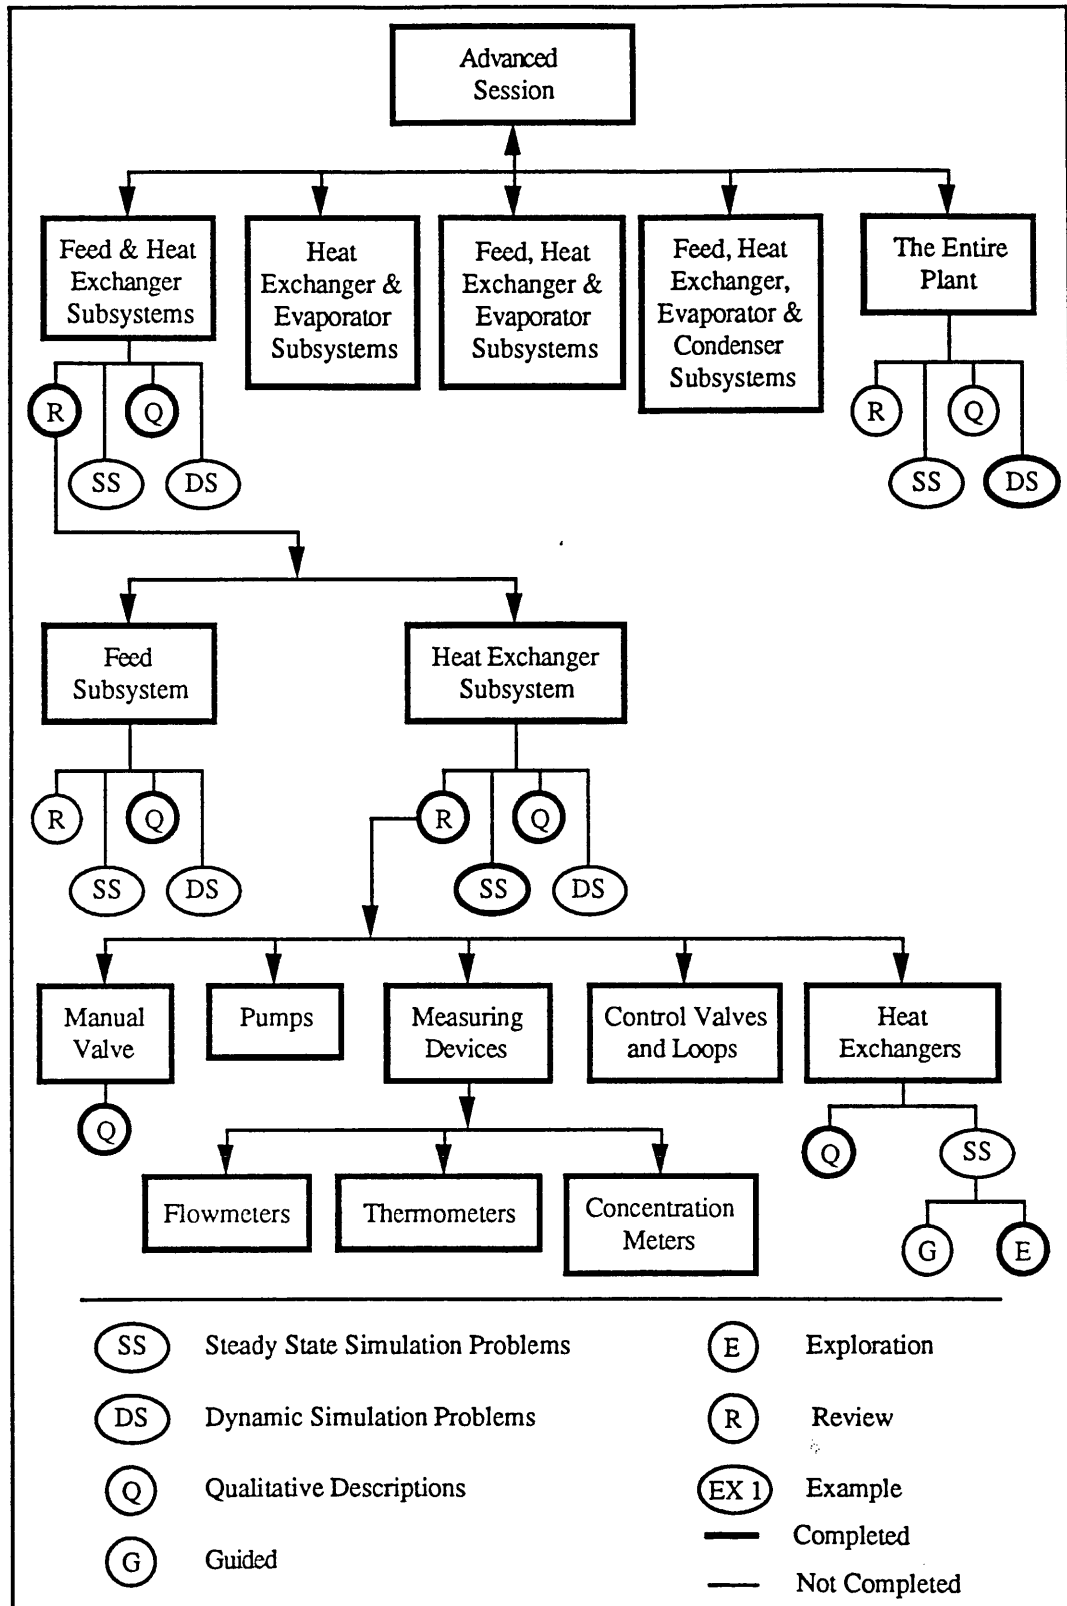 Advanced
Session
Feed & Heat
Exchanger
Subsystems
Heat
Exchanger &
Evaporator
Subsystems
Feed, Heat
Exchanger &
Evaporator
Subsystems
Feed, Heat
Exchanger,
Evaporator &
Condenser
Subsystems
The Entire
Plant
R
Q
SS
DS
R
Q
SS
DS
Feed
Subsystem
Heat Exchanger
Subsystem
R
Q
SS
DS
R
Q
SS
DS
Manual
Valve
Pumps
Measuring
Devices
Control Valves
and Loops
Heat
Exchangers
Q
Q
SS
Flowmeters
Thermometers
Concentration
Meters
G
E
SS Steady State Simulation Problems
E Exploration
DS Dynamic Simulation Problems
R Review
Q Qualitative Descriptions
EX 1 Example
Completed
G Guided
Not Completed